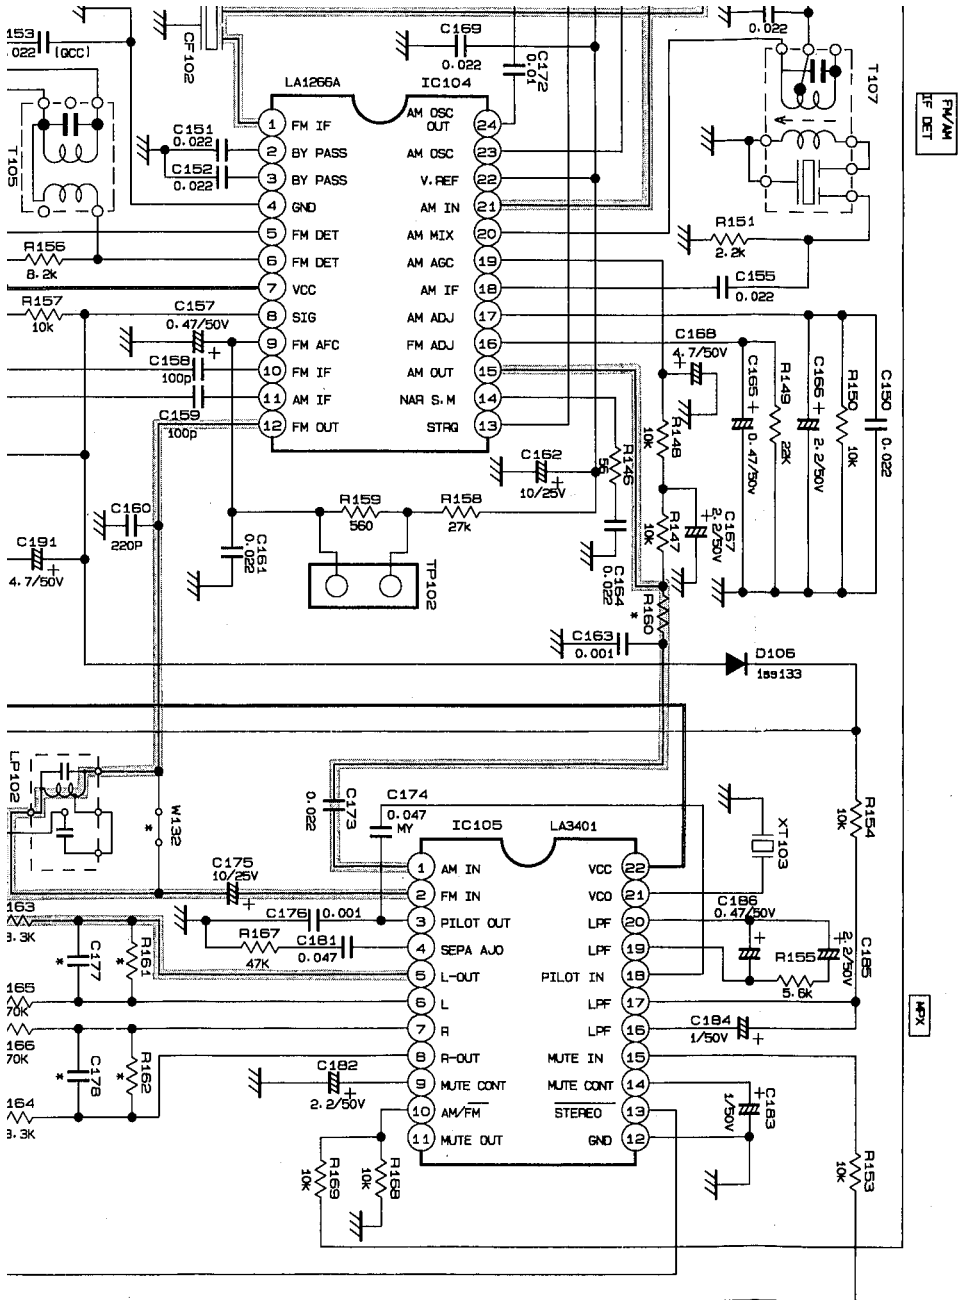 153
.022
(GCC)
CF102
C169
0.022
C172
0.01
0.022
T107
FM/AM
IF DET
LA1266A
IC104
1 FM IF
2 BY PASS
3 BY PASS
4 GND
5 FM DET
6 FM DET
7 VCC
8 SIG
9 FM AFC
10 FM IF
11 AM IF
12 FM OUT
AM OSC
OUT 24
AM OSC 23
V.REF 22
AM IN 21
AM MIX 20
AM AGC 19
AM IF 18
AM ADJ 17
FM ADJ 16
AM OUT 15
NAR S.M 14
STRQ 13
C151
0.022
C152
0.022
T105
R156
8.2k
R157
10k
C157
0.47/50V
+
C158
100p
C159
100p
R151
2.2k
C155
0.022
C168
4.7/50V
+
C165 +
0.47/50V
R149
22K
C166 +
2.2/50V
R150
10k
C150
0.022
R148
10k
R146
56
C162
10/25V
+
R159
560
R158
27k
C160
220P
C191
4.7/50V
+
C161
0.022
TP102
C164
0.022
R147
10k
C167
2.2/50V
+
R160
*
C163
0.001
D106
1ss133
LP102
W132
*
C173
0.022
C174
0.047
MY
IC105
LA3401
1 AM IN
2 FM IN
3 PILOT OUT
4 SEPA AJO
5 L-OUT
6 L
7 R
8 R-OUT
9 MUTE CONT
10 AM/FM
11 MUTE OUT
VCC 22
VCO 21
LPF 20
LPF 19
PILOT IN 18
LPF 17
LPF 16
MUTE IN 15
MUTE CONT 14
STEREO 13
GND 12
XT103
R154
10k
C175
10/25V
+
C176
0.001
R167
47K
C181
0.047
163
3.3K
C177
*
R161
*
165
70K
166
70K
C178
*
R162
*
164
3.3K
C186
0.47/50V
+
R155
5.6k
+
2.2/50V
C185
C184
1/50V
+
MPX
C182
2.2/50V
+
C183
1/50V
+
R169
10k
R168
10k
R153
10k